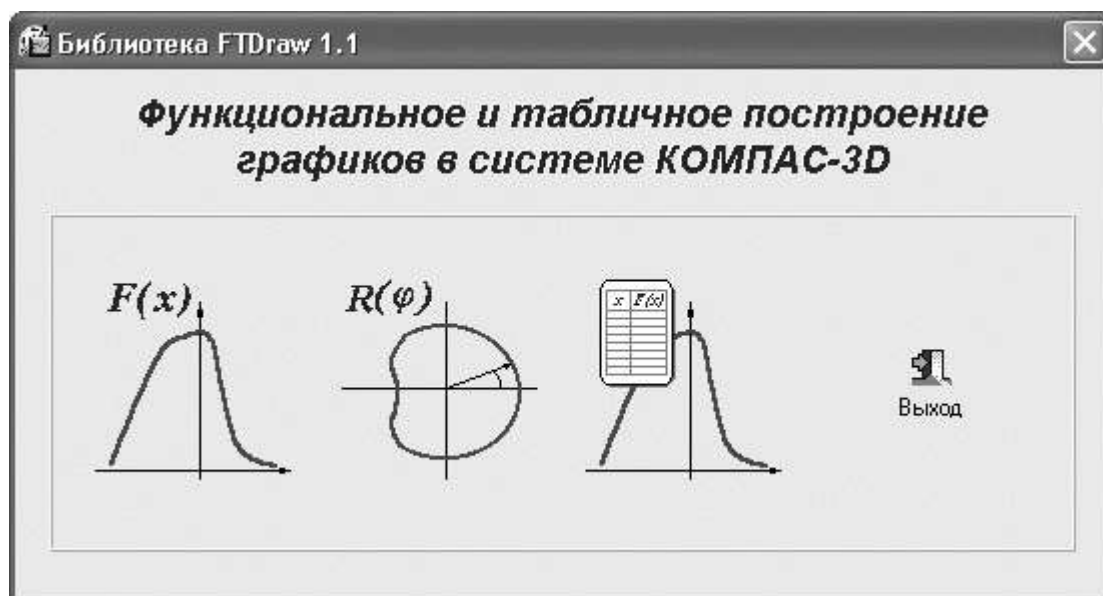 Библиотека FTDraw 1.1
Функциональное и табличное построение
графиков в системе КОМПАС-3D
F(x)
R(φ)
x F(x)
Выход